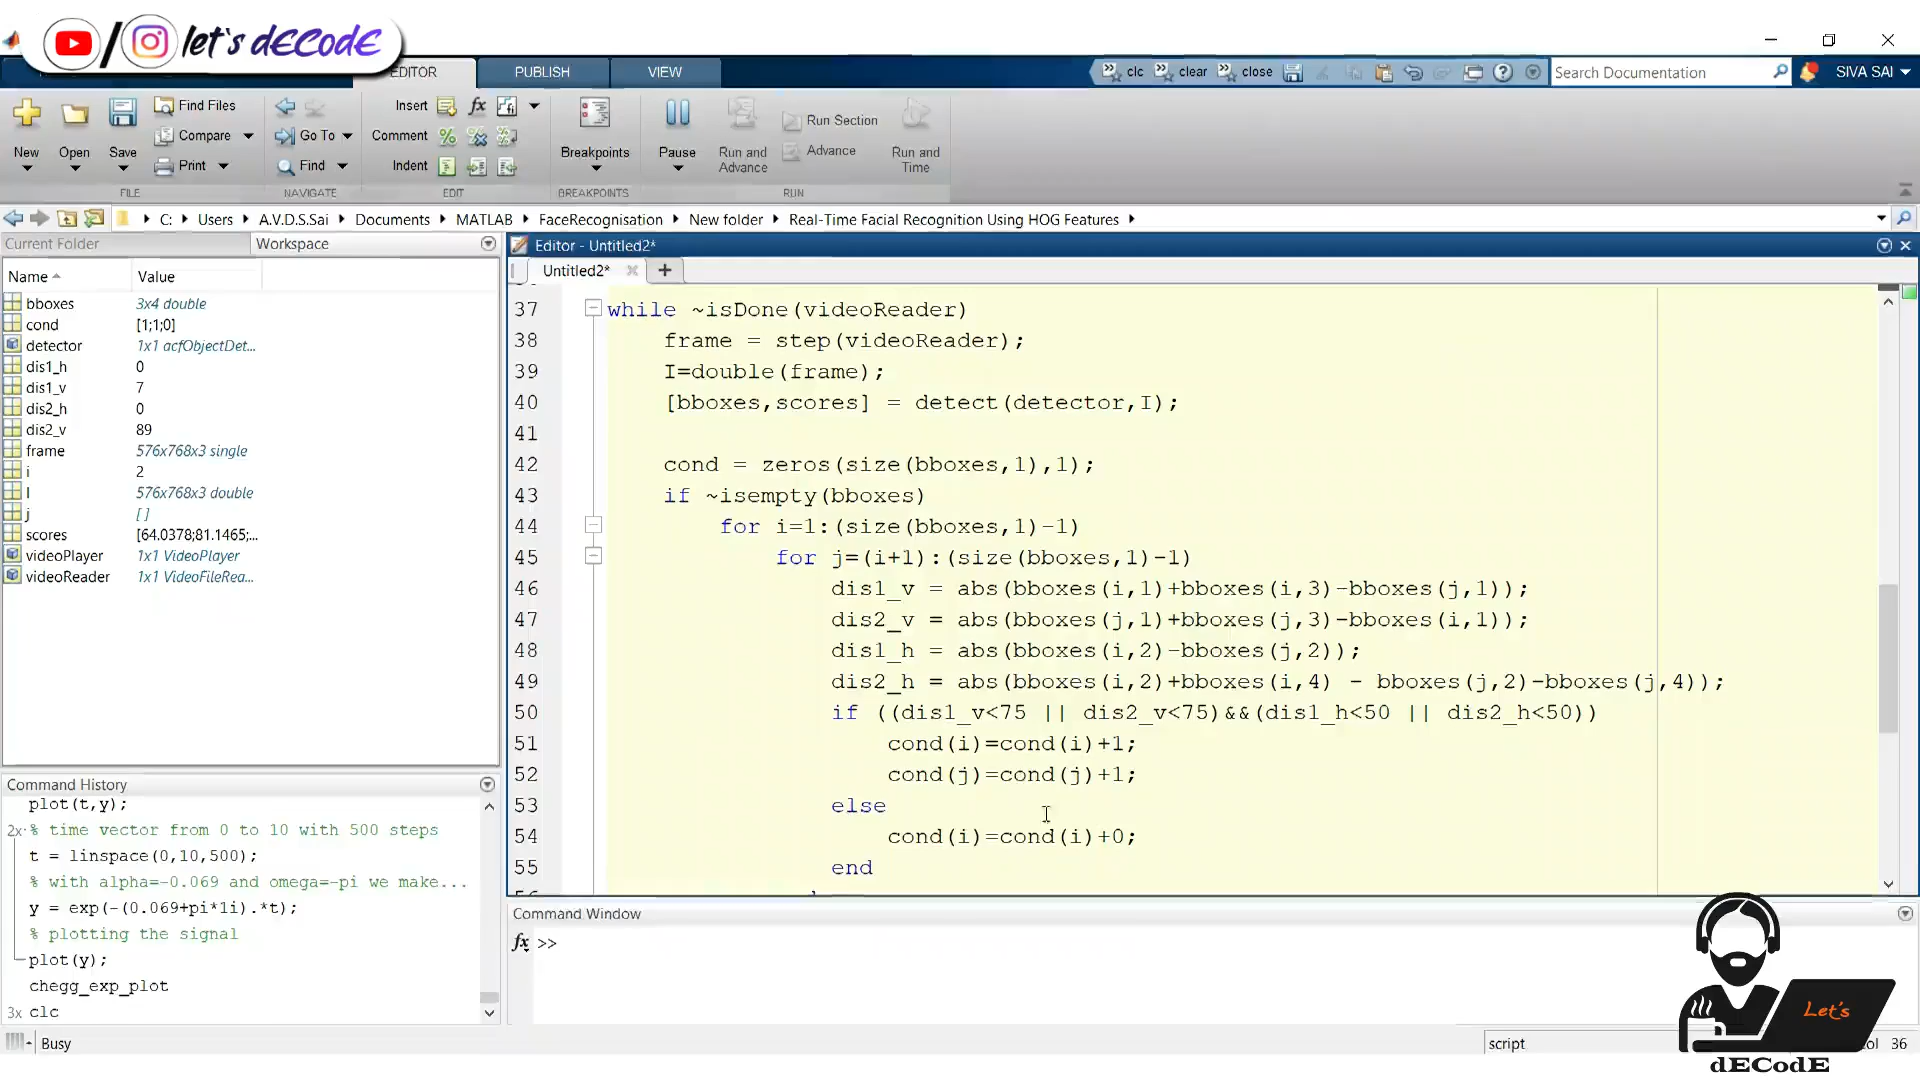 let's dECodE
EDITOR PUBLISH VIEW
clc clear close Search Documentation SIVA SAI
New Open Save Find Files Compare Print
Go To Find
Insert fx Comment Indent
Breakpoints Pause Run and Advance Run Section Advance Run and Time
FILE NAVIGATE EDIT BREAKPOINTS RUN
C: Users A.V.D.S.Sai Documents MATLAB FaceRecognisation New folder Real-Time Facial Recognition Using HOG Features
Current Folder Workspace
Name Value
bboxes 3x4 double
cond [1;1;0]
detector 1x1 acfObjectDet...
dis1_h 0
dis1_v 7
dis2_h 0
dis2_v 89
frame 576x768x3 single
i 2
I 576x768x3 double
j []
scores [64.0378;81.1465;...
videoPlayer 1x1 VideoPlayer
videoReader 1x1 VideoFileRea...
Command History
plot(t,y);
2x % time vector from 0 to 10 with 500 steps
t = linspace(0,10,500);
% with alpha=-0.069 and omega=-pi we make...
y = exp(-(0.069+pi*1i).*t);
% plotting the signal
plot(y);
chegg_exp_plot
3x clc
Busy
Editor - Untitled2*
Untitled2* +
37 while ~isDone(videoReader)
38 frame = step(videoReader);
39 I=double(frame);
40 [bboxes,scores] = detect(detector,I);
41
42 cond = zeros(size(bboxes,1),1);
43 if ~isempty(bboxes)
44 for i=1:(size(bboxes,1)-1)
45 for j=(i+1):(size(bboxes,1)-1)
46 dis1_v = abs(bboxes(i,1)+bboxes(i,3)-bboxes(j,1));
47 dis2_v = abs(bboxes(j,1)+bboxes(j,3)-bboxes(i,1));
48 dis1_h = abs(bboxes(i,2)-bboxes(j,2));
49 dis2_h = abs(bboxes(i,2)+bboxes(i,4) - bboxes(j,2)-bboxes(j,4));
50 if ((dis1_v<75 || dis2_v<75)&&(dis1_h<50 || dis2_h<50))
51 cond(i)=cond(i)+1;
52 cond(j)=cond(j)+1;
53 else
54 cond(i)=cond(i)+0;
55 end
Command Window
fx >>
script
36
Let's
dECodE